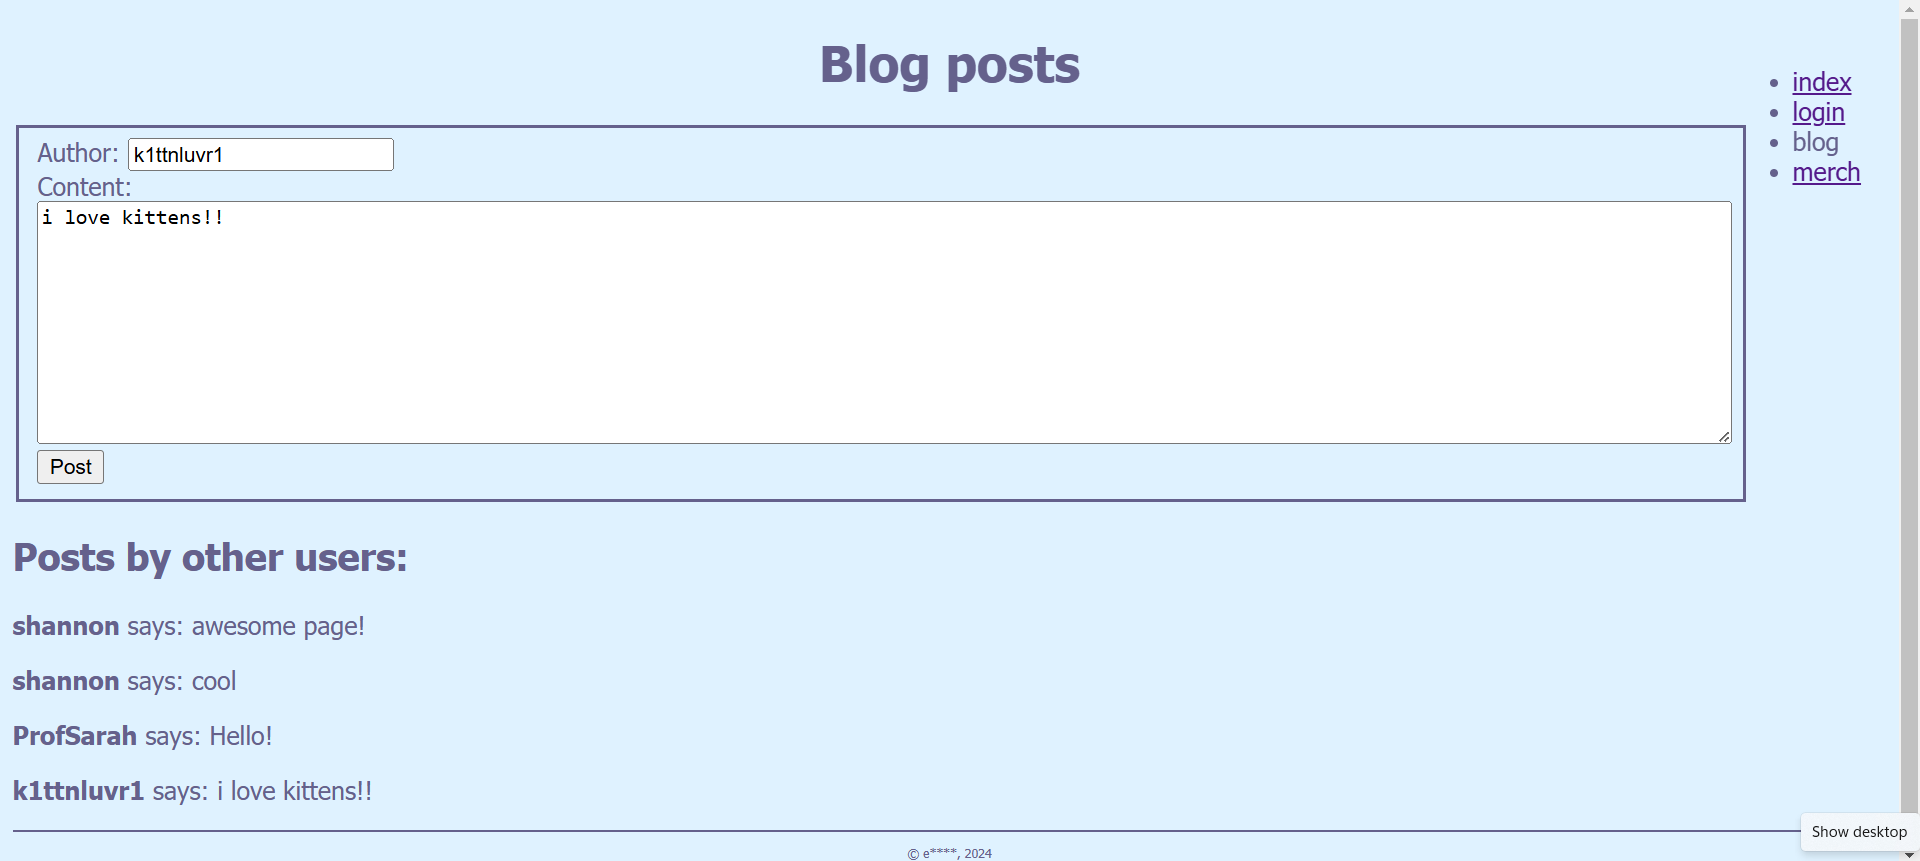 Blog posts
index
login
blog
merch
Author: k1ttnluvr1
Content:
i love kittens!!
Post
Posts by other users:
shannon says: awesome page!
shannon says: cool
ProfSarah says: Hello!
k1ttnluvr1 says: i love kittens!!
Show desktop
© e****, 2024